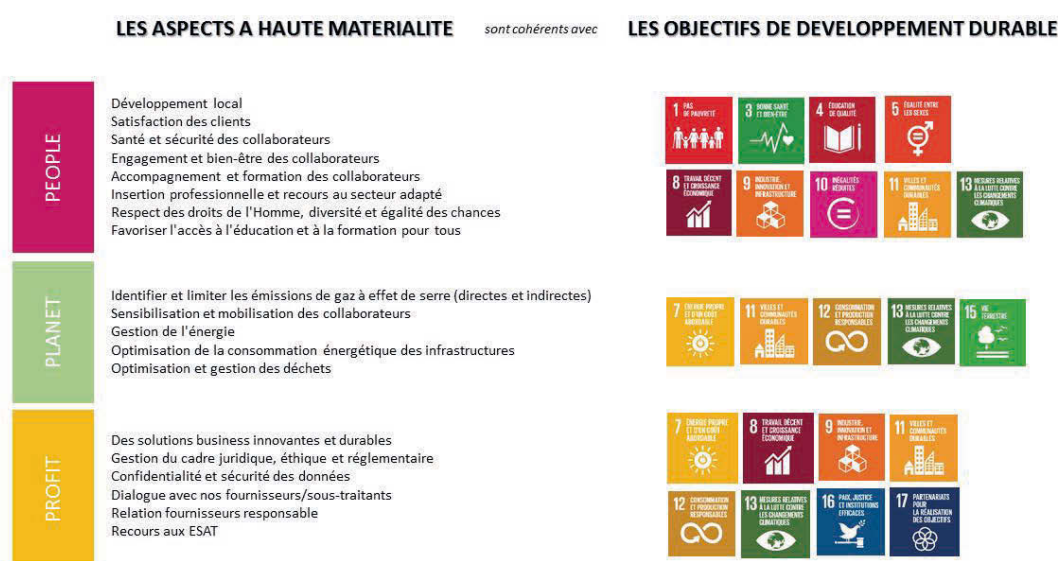 LES ASPECTS A HAUTE MATERIALITE sont cohérents avec LES OBJECTIFS DE DEVELOPPEMENT DURABLE
PEOPLE
Développement local
Satisfaction des clients
Santé et sécurité des collaborateurs
Engagement et bien-être des collaborateurs
Accompagnement et formation des collaborateurs
Insertion professionnelle et recours au secteur adapté
Respect des droits de l'Homme, diversité et égalité des chances
Favoriser l'accès à l'éducation et à la formation pour tous
1 PAS
DE PAUVRETÉ
3 BONNE SANTÉ
ET BIEN-ÊTRE
4 ÉDUCATION
DE QUALITÉ
5 ÉGALITÉ ENTRE
LES SEXES
8 TRAVAIL DÉCENT
ET CROISSANCE
ÉCONOMIQUE
9 INDUSTRIE,
INNOVATION ET
INFRASTRUCTURE
10 INÉGALITÉS
RÉDUITES
11 VILLES ET
COMMUNAUTÉS
DURABLES
13 MESURES RELATIVES
À LA LUTTE CONTRE
LES CHANGEMENTS
CLIMATIQUES
PLANET
Identifier et limiter les émissions de gaz à effet de serre (directes et indirectes)
Sensibilisation et mobilisation des collaborateurs
Gestion de l'énergie
Optimisation de la consommation énergétique des infrastructures
Optimisation et gestion des déchets
7 ÉNERGIE PROPRE
ET D'UN COÛT
ABORDABLE
11 VILLES ET
COMMUNAUTÉS
DURABLES
12 CONSOMMATION
ET PRODUCTION
RESPONSABLES
13 MESURES RELATIVES
À LA LUTTE CONTRE
LES CHANGEMENTS
CLIMATIQUES
15 VIE
TERRESTRE
PROFIT
Des solutions business innovantes et durables
Gestion du cadre juridique, éthique et réglementaire
Confidentialité et sécurité des données
Dialogue avec nos fournisseurs/sous-traitants
Relation fournisseurs responsable
Recours aux ESAT
7 ÉNERGIE PROPRE
ET D'UN COÛT
ABORDABLE
8 TRAVAIL DÉCENT
ET CROISSANCE
ÉCONOMIQUE
9 INDUSTRIE,
INNOVATION ET
INFRASTRUCTURE
11 VILLES ET
COMMUNAUTÉS
DURABLES
12 CONSOMMATION
ET PRODUCTION
RESPONSABLES
13 MESURES RELATIVES
À LA LUTTE CONTRE
LES CHANGEMENTS
CLIMATIQUES
16 PAIX, JUSTICE
ET INSTITUTIONS
EFFICACES
17 PARTENARIATS
POUR
LA RÉALISATION
DES OBJECTIFS